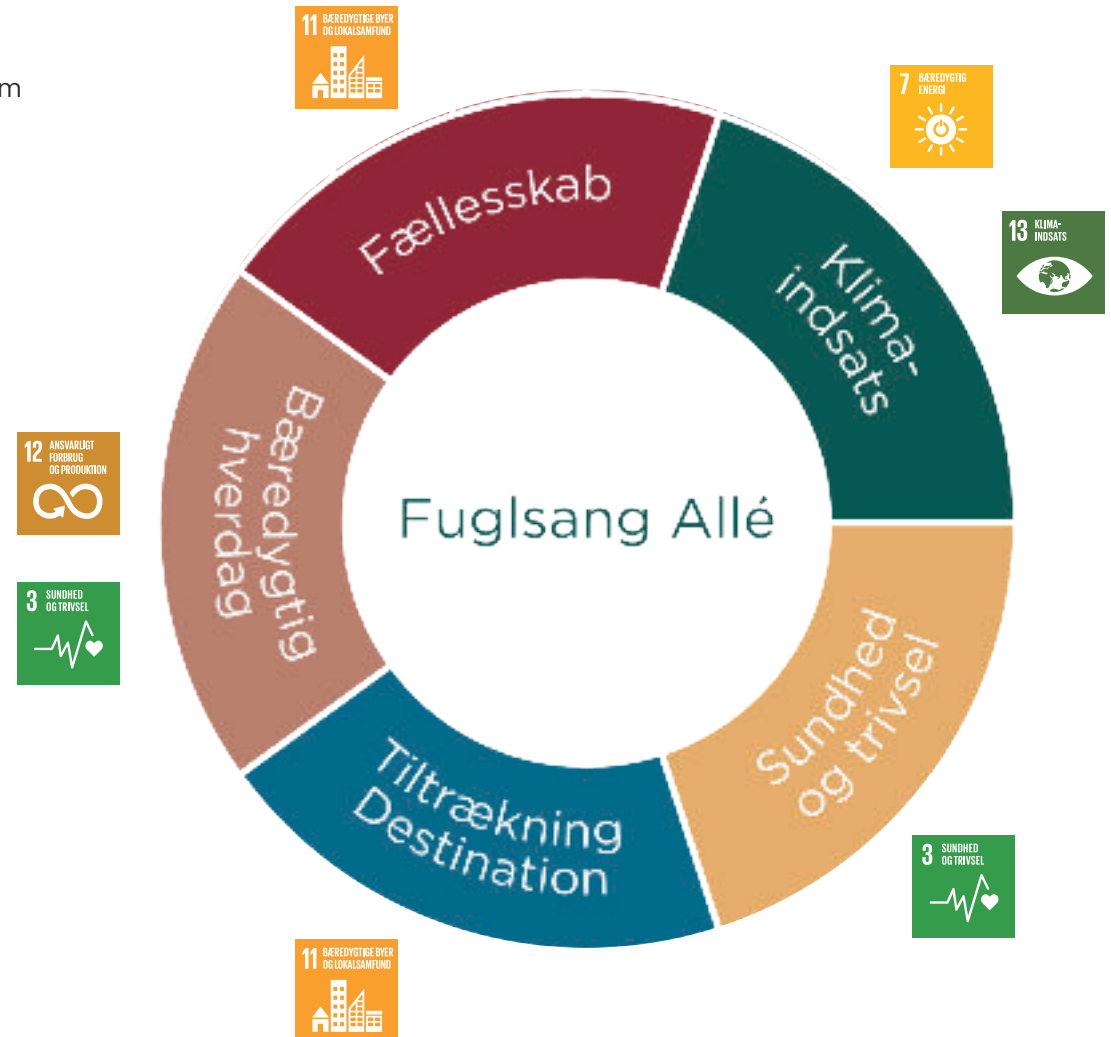 m
11 BÆREDYGTIGE BYER
OG LOKALSAMFUND
7 BÆREDYGTIG
ENERGI
Fællesskab
Klima-
indsats
13 KLIMA-
INDSATS
12 ANSVARLIGT
FORBRUG
OG PRODUKTION
Bæredygtig
hverdag
Fuglsang Allé
3 SUNDHED
OG TRIVSEL
Sundhed
og trivsel
Tiltrækning
Destination
3 SUNDHED
OG TRIVSEL
11 BÆREDYGTIGE BYER
OG LOKALSAMFUND